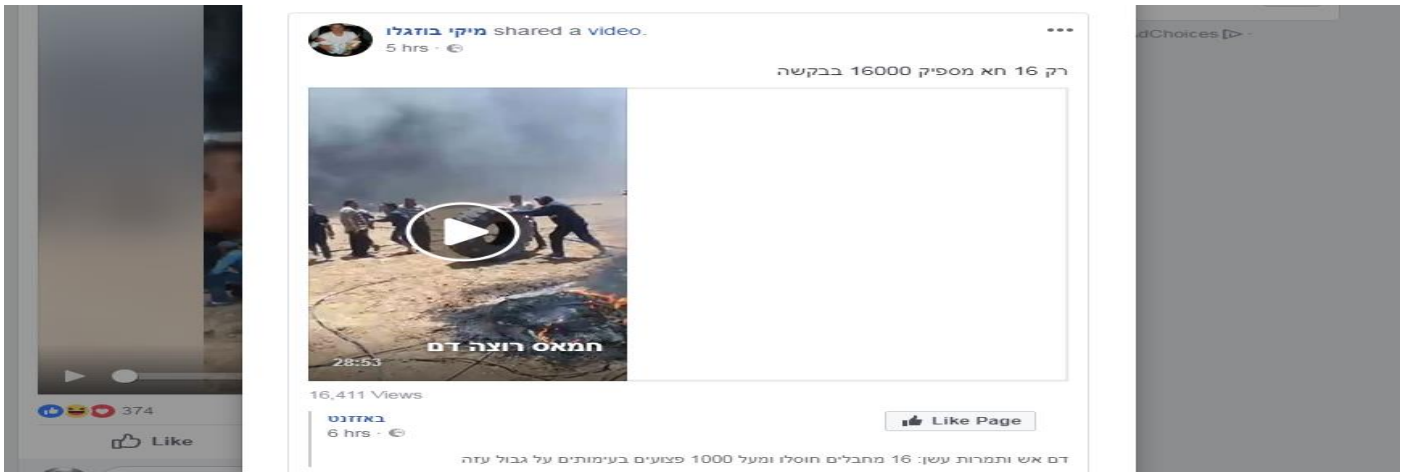 מיקי בוזגלו shared a video.
5 hrs
AdChoices
רק 16 חא מספיק 16000 בבקשה
חמאס רוצה דם
28:53
16,411 Views
באזזנט
6 hrs
Like Page
דם אש ותמרות עשן: 16 מחבלים חוסלו ומעל 1000 פצועים בעימותים על גבול עזה
374
Like